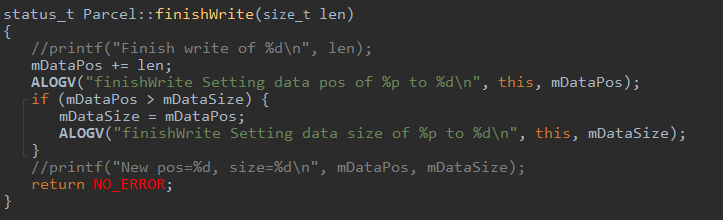 status_t Parcel::finishWrite(size_t len)
{
    //printf("Finish write of %d\n", len);
    mDataPos += len;
    ALOGV("finishWrite Setting data pos of %p to %d\n", this, mDataPos);
    if (mDataPos > mDataSize) {
        mDataSize = mDataPos;
        ALOGV("finishWrite Setting data size of %p to %d\n", this, mDataSize);
    }
    //printf("New pos=%d, size=%d\n", mDataPos, mDataSize);
    return NO_ERROR;
}